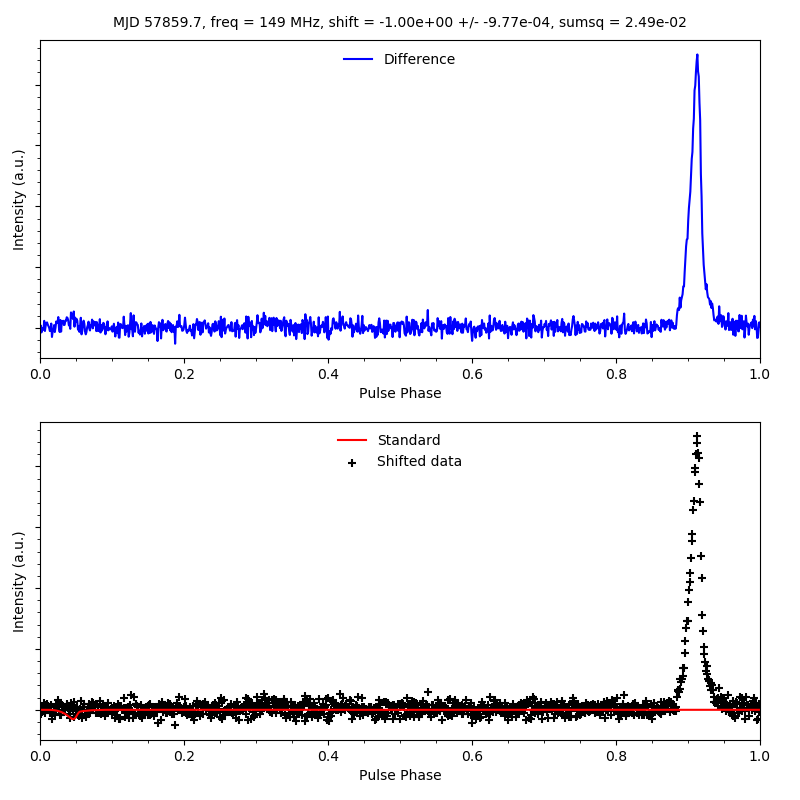 MJD 57859.7, freq = 149 MHz, shift = -1.00e+00 +/- -9.77e-04, sumsq = 2.49e-02
Difference
Intensity (a.u.)
0.0 0.2 0.4 0.6 0.8 1.0
Pulse Phase
Standard
Shifted data
Intensity (a.u.)
0.0 0.2 0.4 0.6 0.8 1.0
Pulse Phase